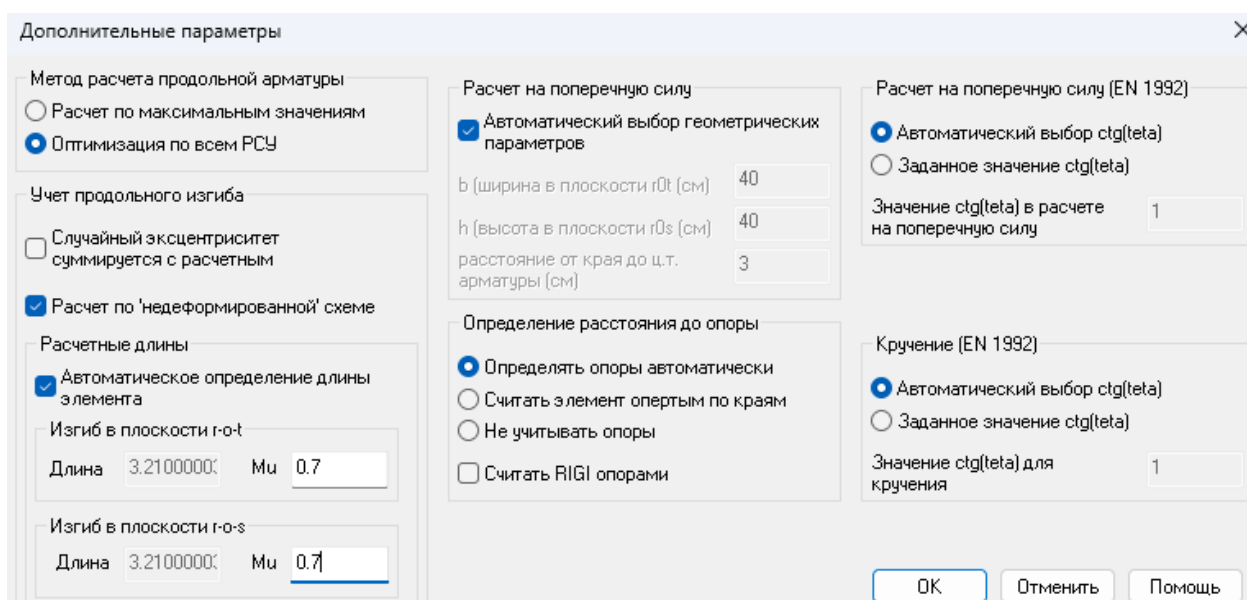 Дополнительные параметры
Метод расчета продольной арматуры
Расчет по максимальным значениям
Оптимизация по всем РСУ
Учет продольного изгиба
Случайный эксцентриситет
суммируется с расчетным
Расчет по 'недеформированной' схеме
Расчетные длины
Автоматическое определение длины
элемента
Изгиб в плоскости r-o-t
Длина 3.2100000 Mu 0.7
Изгиб в плоскости r-o-s
Длина 3.2100000 Mu 0.7
Расчет на поперечную силу
Автоматический выбор геометрических
параметров
b (ширина в плоскости r0t (см) 40
h (высота в плоскости r0s (см) 40
расстояние от края до ц.т.
арматуры (см) 3
Определение расстояния до опоры
Определять опоры автоматически
Считать элемент опертым по краям
Не учитывать опоры
Считать RIGI опорами
Расчет на поперечную силу (EN 1992)
Автоматический выбор ctg(teta)
Заданное значение ctg(teta)
Значение ctg(teta) в расчете
на поперечную силу 1
Кручение (EN 1992)
Автоматический выбор ctg(teta)
Заданное значение ctg(teta)
Значение ctg(teta) для
кручения 1
OK Отменить Помощь